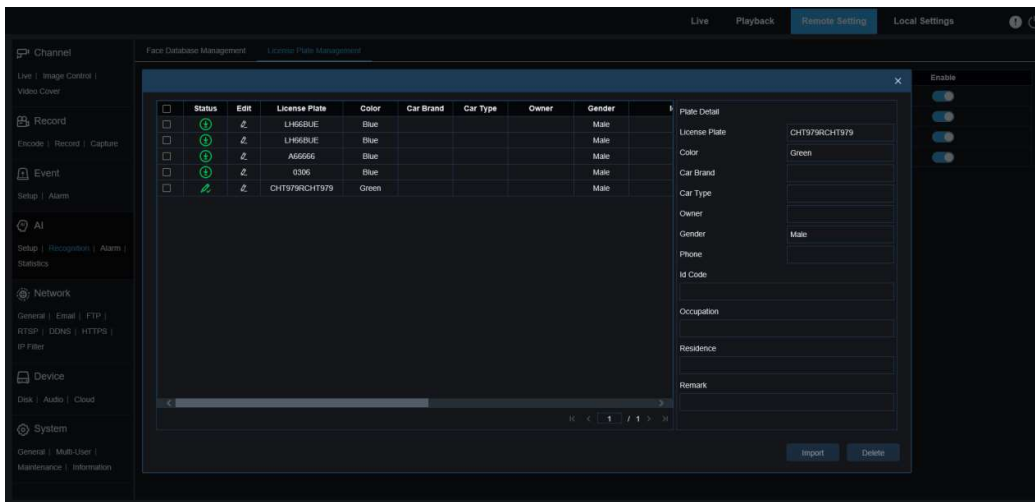 Live Playback Remote Setting Local Settings
Channel
Live | Image Control |
Video Cover
Record
Encode | Record | Capture
Event
Setup | Alarm
AI
Setup | Recognition | Alarm |
Statistics
Network
General | Email | FTP |
RTSP | DDNS | HTTPS |
IP Filter
Device
Disk | Audio | Cloud
System
General | Multi-User |
Maintenance | Information
Face Database Management License Plate Management
Enable
Status Edit License Plate Color Car Brand Car Type Owner Gender
LH66BUE Blue Male
LH66BUE Blue Male
A66666 Blue Male
0306 Blue Male
CHT979RCHT979 Green Male
1 / 1
Plate Detail
License Plate CHT979RCHT979
Color Green
Car Brand
Car Type
Owner
Gender Male
Phone
Id Code
Occupation
Residence
Remark
Import Delete